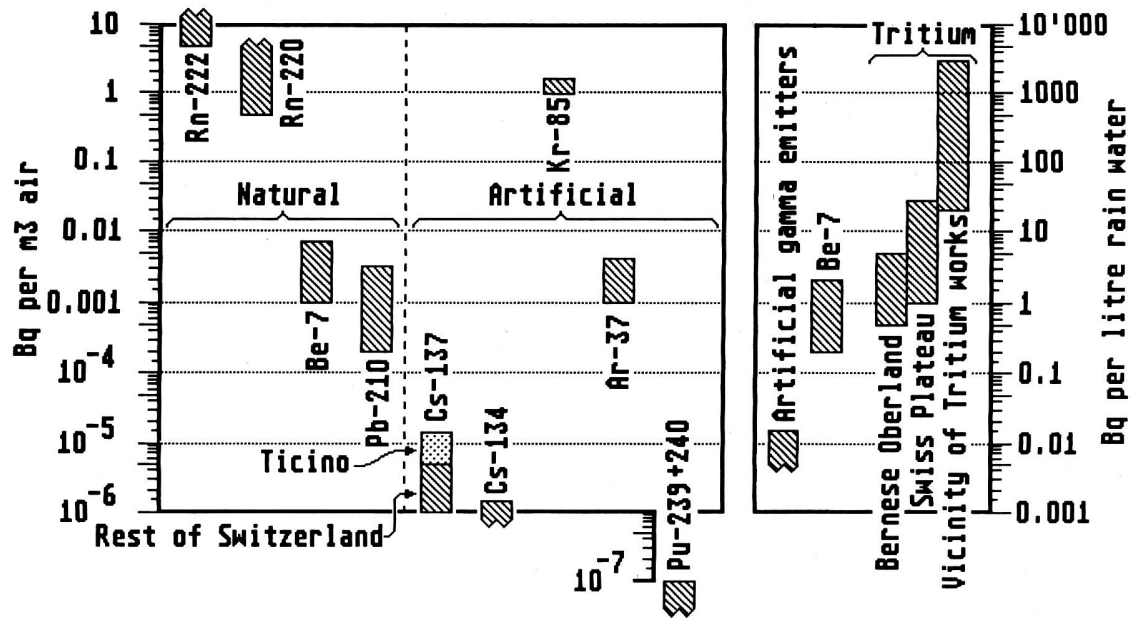 Bq per m3 air
10
1
0.1
0.01
0.001
10-4
10-5
10-6
10-7
Natural
Artificial
Rn-222
Rn-220
Be-7
Pb-210
Cs-137
Cs-134
Kr-85
Ar-37
Pu-239+240
Ticino
Rest of Switzerland
Tritium
Artificial gamma emitters
Be-7
Bernese Oberland
Swiss Plateau
Vicinity of Tritium works
10'000
1000
100
10
1
0.1
0.01
0.001
Bq per litre rain water